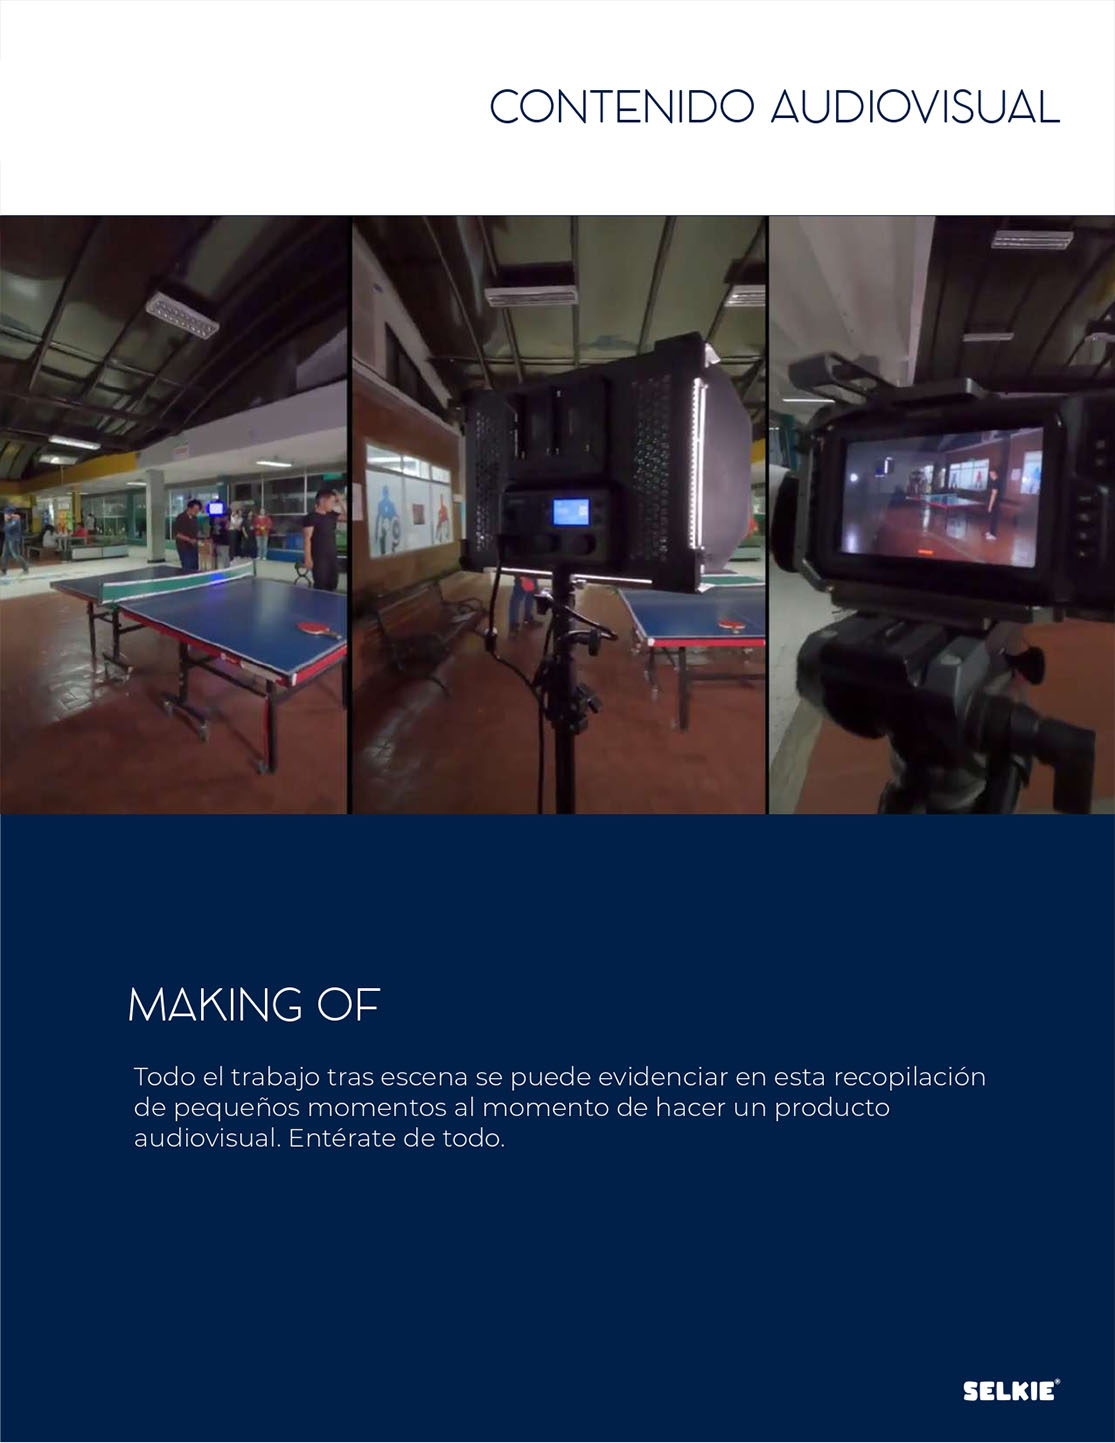 CONTENIDO AUDIOVISUAL
MAKING OF
Todo el trabajo tras escena se puede evidenciar en esta recopilación
de pequeños momentos al momento de hacer un producto
audiovisual. Entérate de todo.
SELKIE®